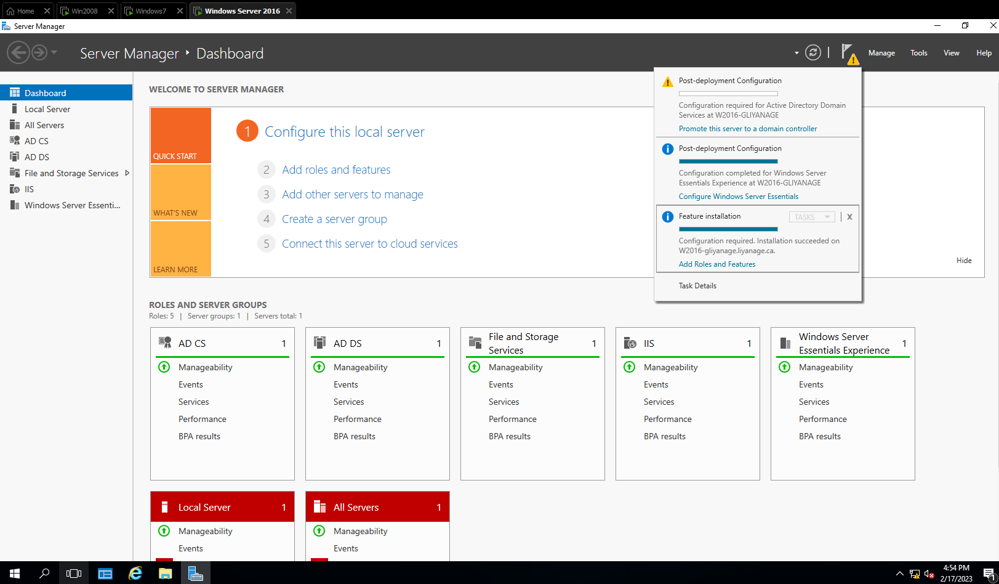 Home
Win2008
Windows7
Windows Server 2016
Server Manager
Server Manager
Dashboard
Manage
Tools
View
Help
Dashboard
Local Server
All Servers
AD CS
AD DS
File and Storage Services
IIS
Windows Server Essenti...
WELCOME TO SERVER MANAGER
QUICK START
WHAT'S NEW
LEARN MORE
1 Configure this local server
2 Add roles and features
3 Add other servers to manage
4 Create a server group
5 Connect this server to cloud services
Hide
Post-deployment Configuration
Configuration required for Active Directory Domain
Services at W2016-GLIYANAGE
Promote this server to a domain controller
Post-deployment Configuration
Configuration completed for Windows Server
Essentials Experience at W2016-GLIYANAGE
Configure Windows Server Essentials
Feature installation
TASKS
X
Configuration required. Installation succeeded on
W2016-gliyanage.liyanage.ca.
Add Roles and Features
Task Details
ROLES AND SERVER GROUPS
Roles: 5 | Server groups: 1 | Servers total: 1
AD CS 1
Manageability
Events
Services
Performance
BPA results
AD DS 1
Manageability
Events
Services
Performance
BPA results
File and Storage
Services
1
Manageability
Events
Services
Performance
BPA results
IIS 1
Manageability
Events
Services
Performance
BPA results
Windows Server
Essentials Experience
1
Manageability
Events
Services
Performance
BPA results
Local Server 1
Manageability
Events
All Servers 1
Manageability
Events
4:54 PM
2/17/2023
1